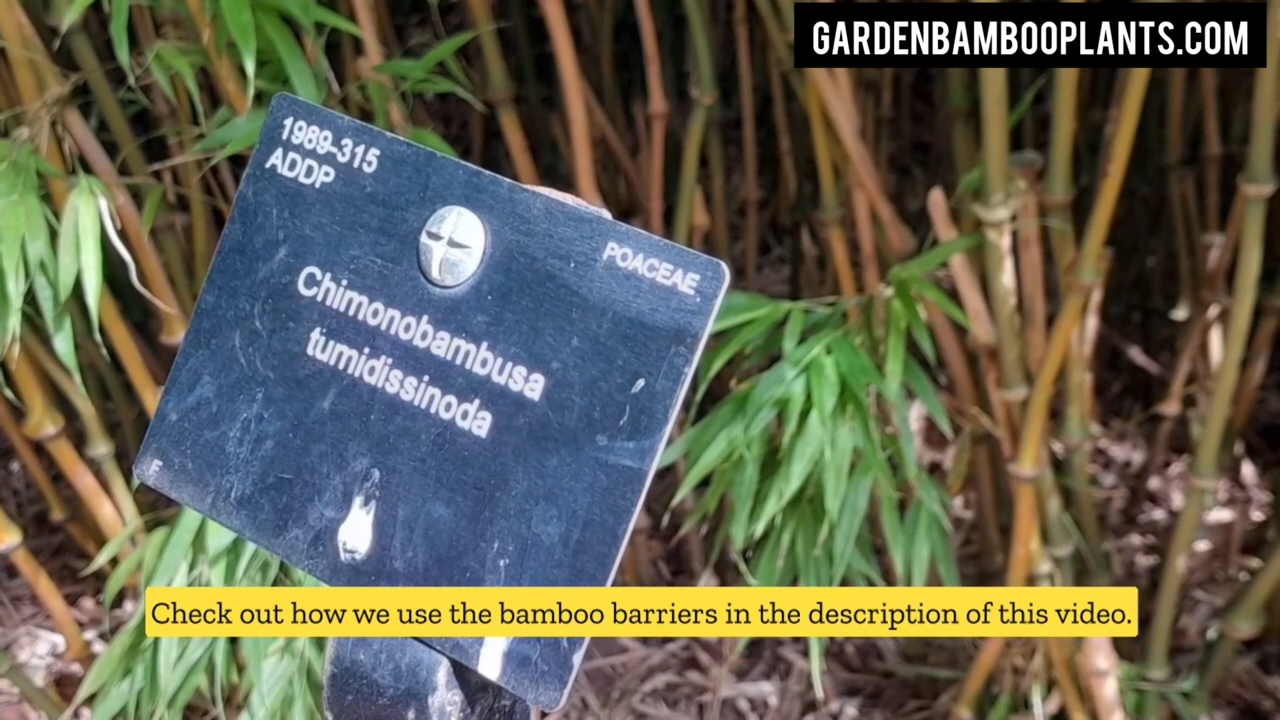 GARDENBAMBOOPLANTS.COM
1989-315
ADDP
POACEAE
Chimonobambusa
tumidissinoda
F
Check out how we use the bamboo barriers in the description of this video.